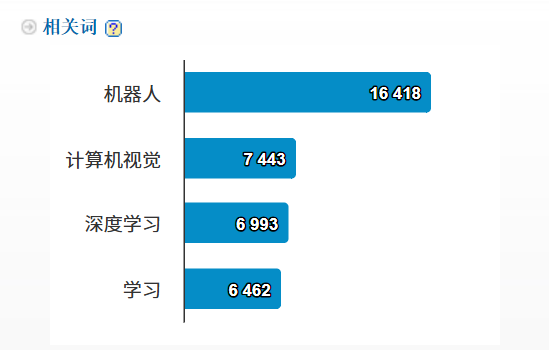 相关词 ?
机器人 16 418
计算机视觉 7 443
深度学习 6 993
学习 6 462